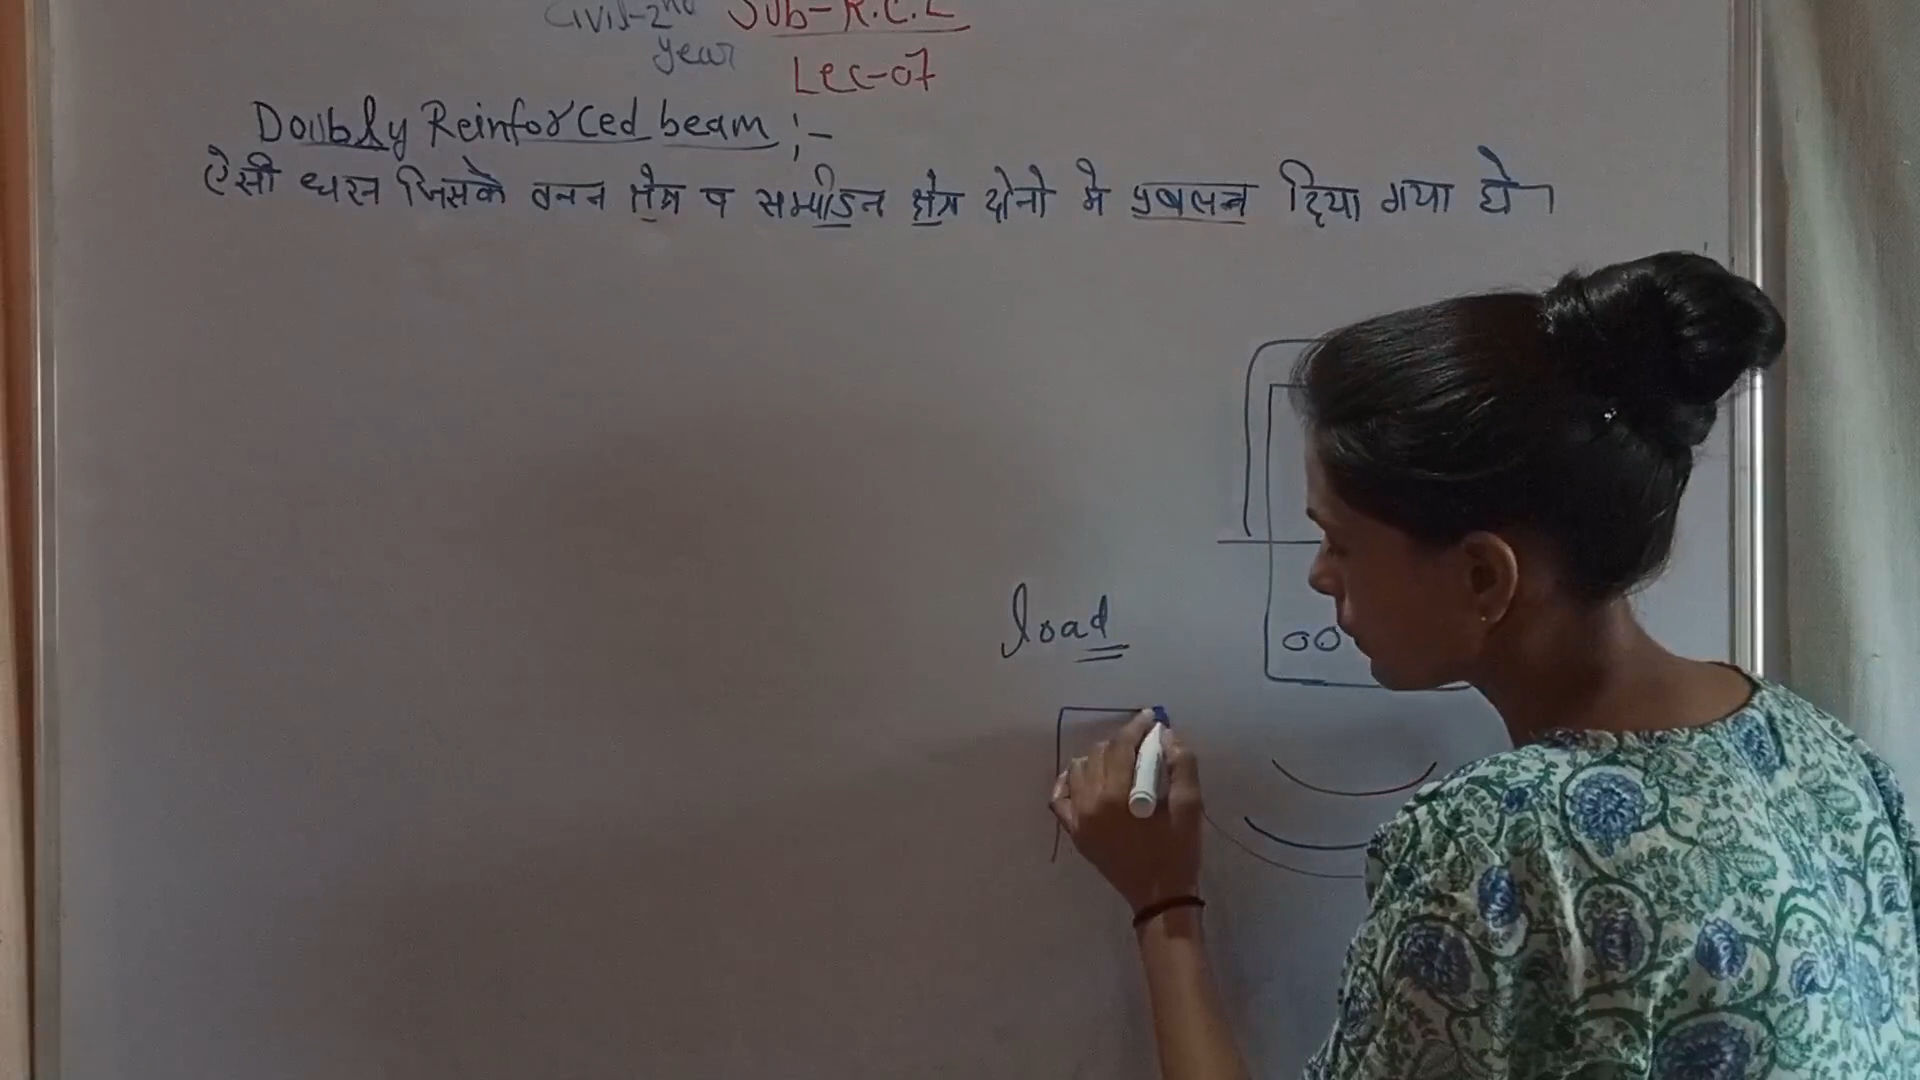 Civil-2nd Sub-R.C.C
year Lec-07
Doubly Reinforced beam :-
ऐसी धरन जिसके तनन क्षेत्र व सम्पीडन क्षेत्र दोनो मे प्रबलन दिया गया हो।
load